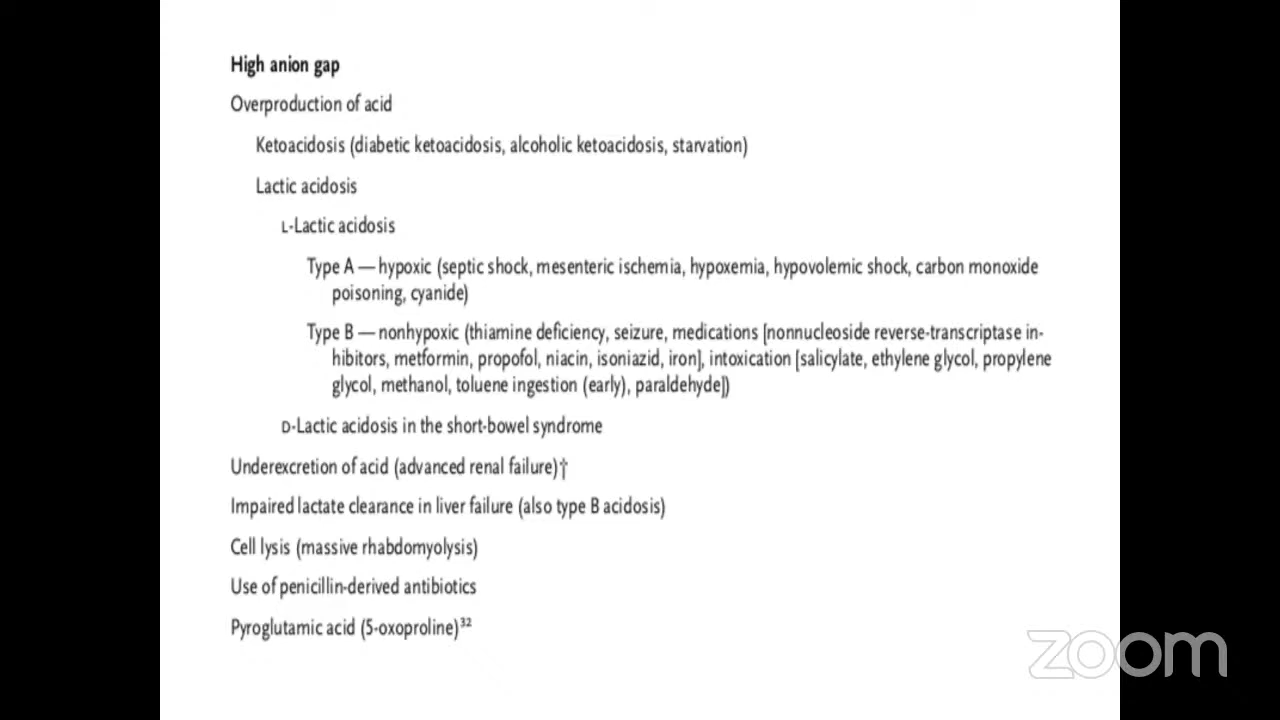 High anion gap
Overproduction of acid
Ketoacidosis (diabetic ketoacidosis, alcoholic ketoacidosis, starvation)
Lactic acidosis
L-Lactic acidosis
Type A — hypoxic (septic shock, mesenteric ischemia, hypoxemia, hypovolemic shock, carbon monoxide
poisoning, cyanide)
Type B — nonhypoxic (thiamine deficiency, seizure, medications [nonnucleoside reverse-transcriptase in-
hibitors, metformin, propofol, niacin, isoniazid, iron], intoxication [salicylate, ethylene glycol, propylene
glycol, methanol, toluene ingestion (early), paraldehyde])
D-Lactic acidosis in the short-bowel syndrome
Underexcretion of acid (advanced renal failure)†
Impaired lactate clearance in liver failure (also type B acidosis)
Cell lysis (massive rhabdomyolysis)
Use of penicillin-derived antibiotics
Pyroglutamic acid (5-oxoproline)³²
zoom